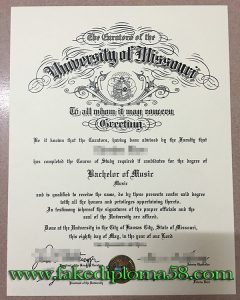 The Curators of the
University of Missouri
To all whom it may concern
Greeting
Be it known that the Curators, having been advised by the Faculty that
has completed the Course of Study required of candidates for the degree of
Bachelor of Music
Music
and is qualified to receive the same, do by these presents confer said degree
with all the honors and privileges appertaining thereto.
In testimony whereof the signatures of the proper officials and the
seal of the University are affixed.
Done at the University in the City of Kansas City, State of Missouri,
this eighth day of May, in the year of our Lord
www.fakediploma58.com